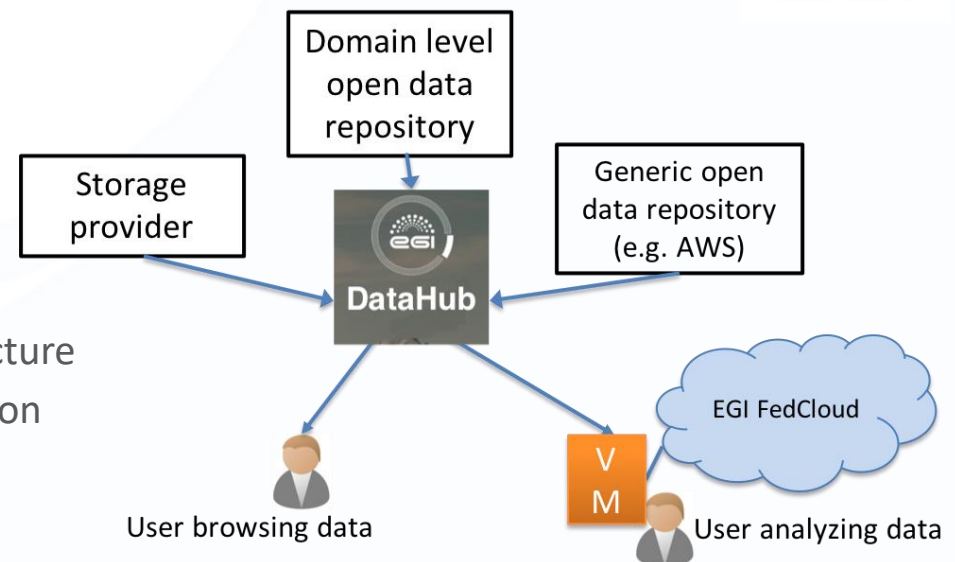 Domain level
open data
repository
Storage
provider
Generic open
data repository
(e.g. AWS)
egi
DataHub
cture
on
EGI FedCloud
V
M
User browsing data
User analyzing data